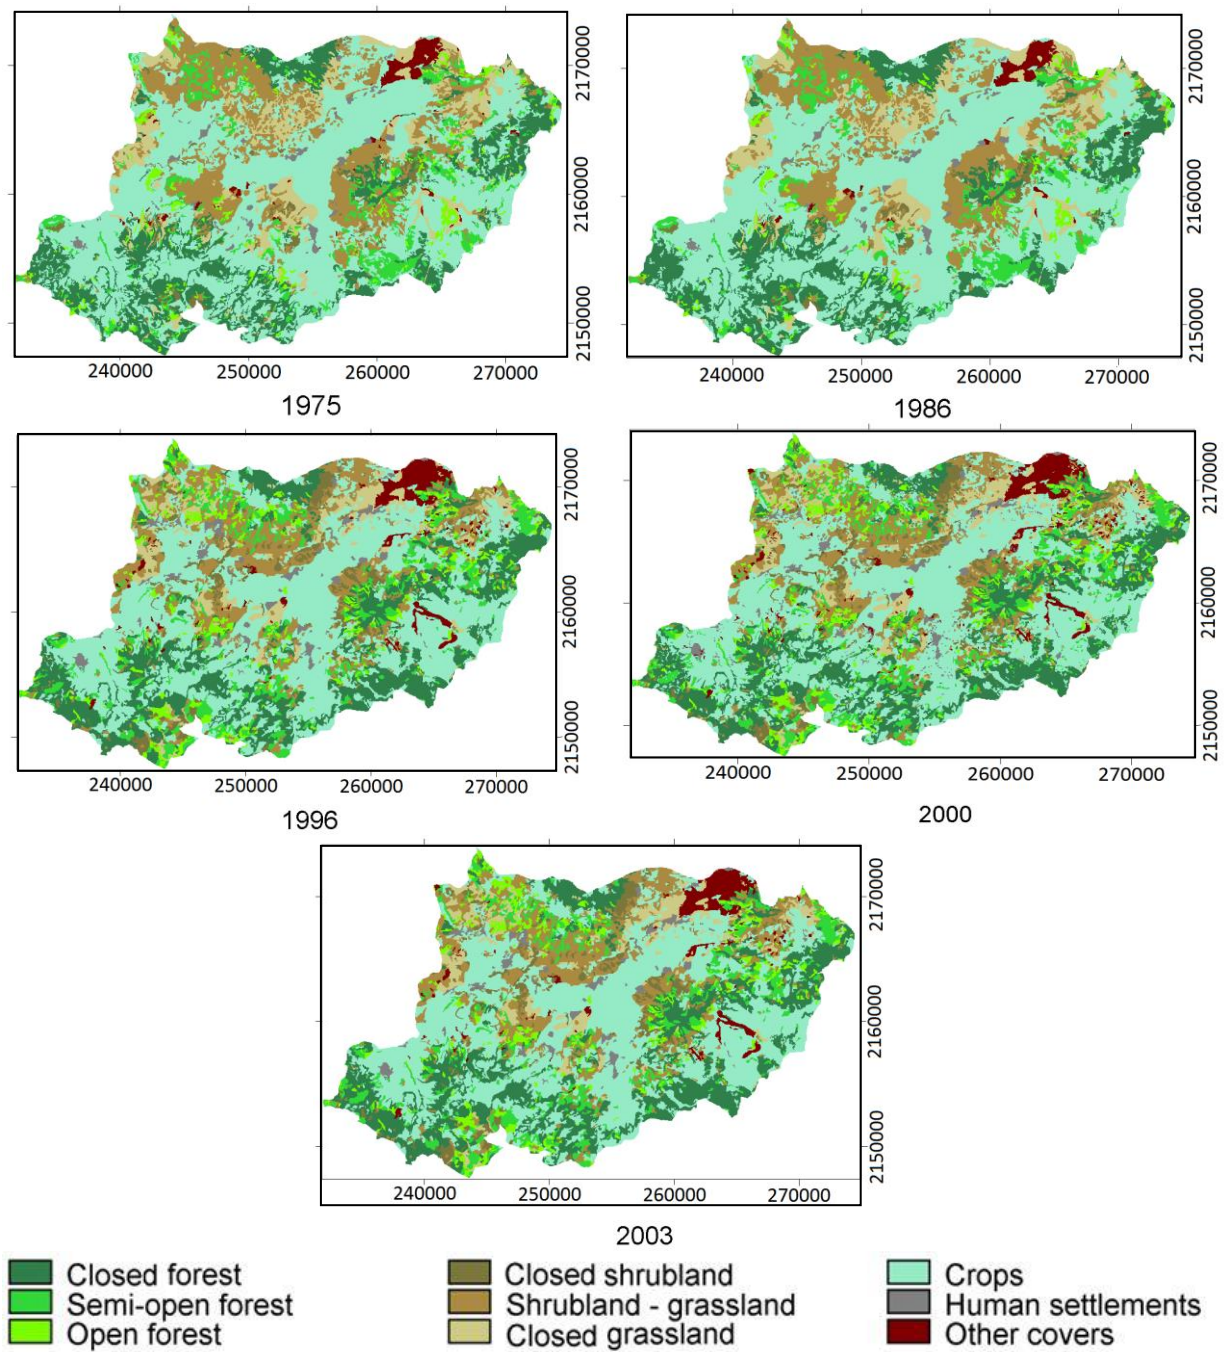 2170000
2160000
2150000
240000 250000 260000 270000
1975
2170000
2160000
2150000
240000 250000 260000 270000
1986
2170000
2160000
2150000
240000 250000 260000 270000
1996
2170000
2160000
2150000
240000 250000 260000 270000
2000
2170000
2160000
2150000
240000 250000 260000 270000
2003
Closed forest
Semi-open forest
Open forest
Closed shrubland
Shrubland - grassland
Closed grassland
Crops
Human settlements
Other covers